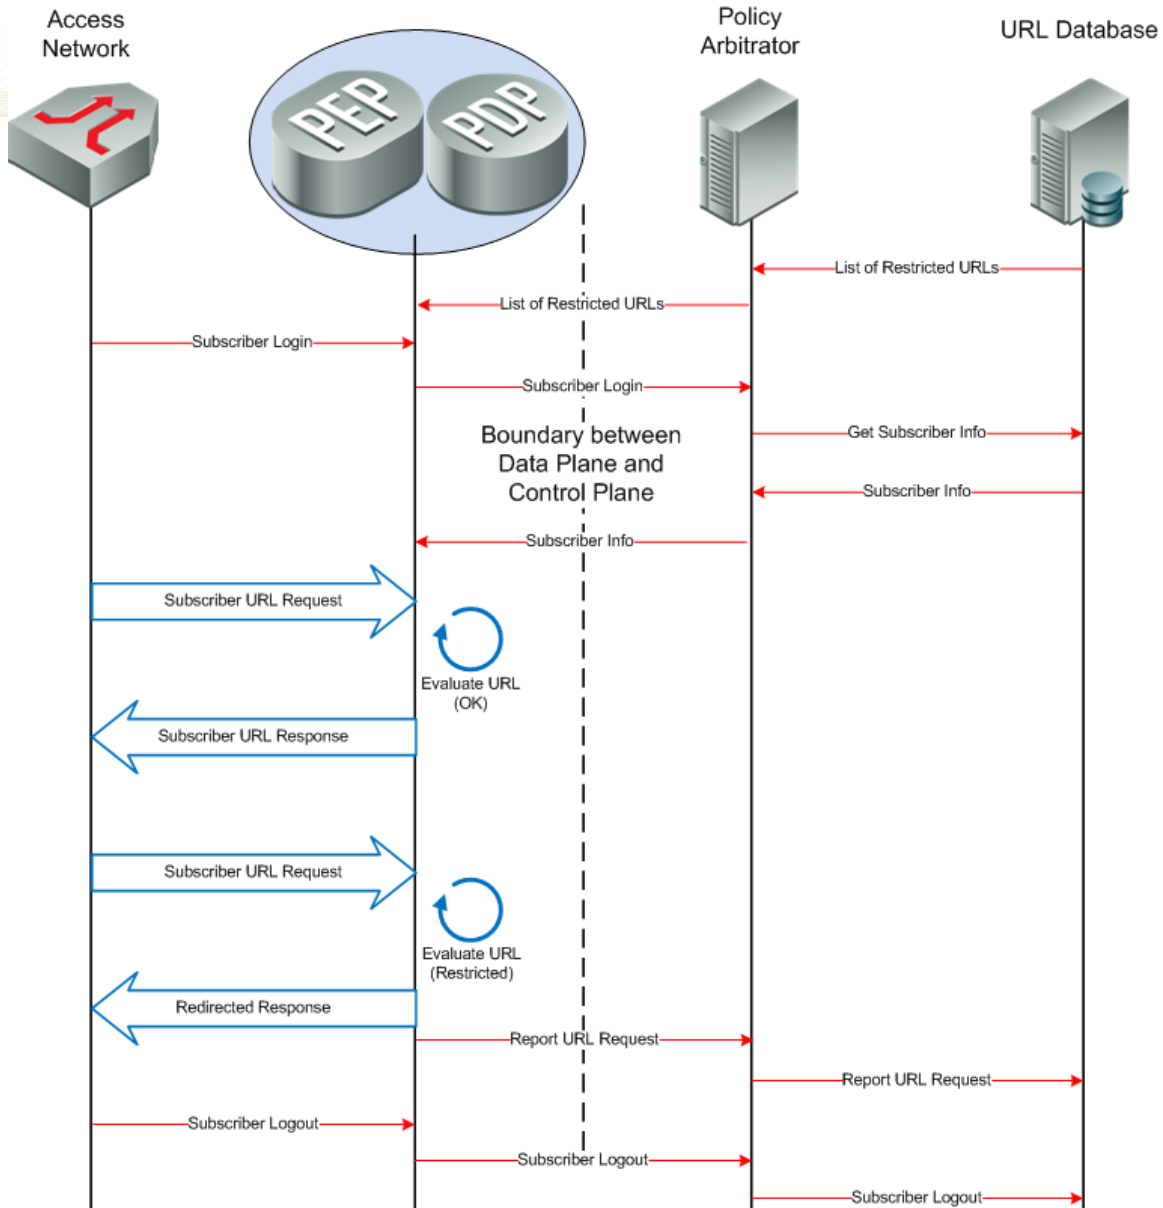 Access
Network
PEP
PDP
Policy
Arbitrator
URL Database
List of Restricted URLs
List of Restricted URLs
Subscriber Login
Subscriber Login
Boundary between
Data Plane and
Control Plane
Get Subscriber Info
Subscriber Info
Subscriber Info
Subscriber URL Request
Evaluate URL
(OK)
Subscriber URL Response
Subscriber URL Request
Evaluate URL
(Restricted)
Redirected Response
Report URL Request
Report URL Request
Subscriber Logout
Subscriber Logout
Subscriber Logout